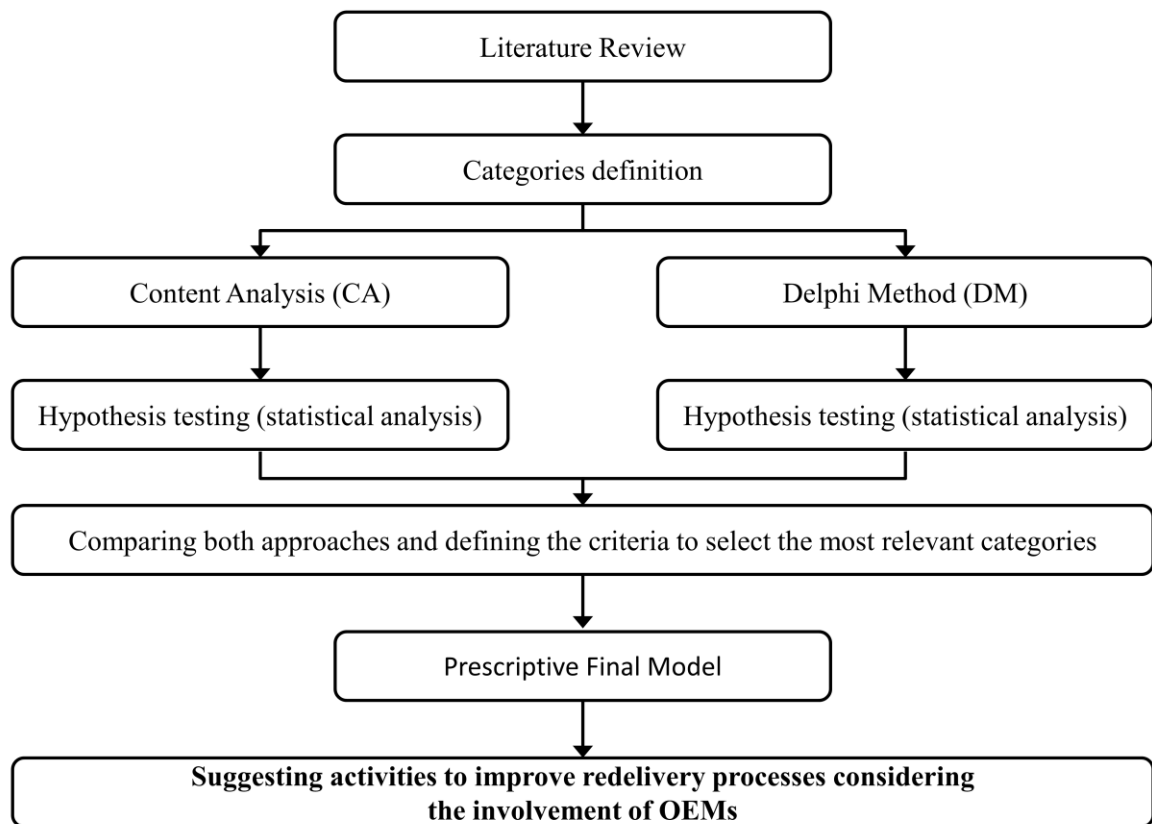 Literature Review
Categories definition
Content Analysis (CA)
Delphi Method (DM)
Hypothesis testing (statistical analysis)
Hypothesis testing (statistical analysis)
Comparing both approaches and defining the criteria to select the most relevant categories
Prescriptive Final Model
Suggesting activities to improve redelivery processes considering
the involvement of OEMs